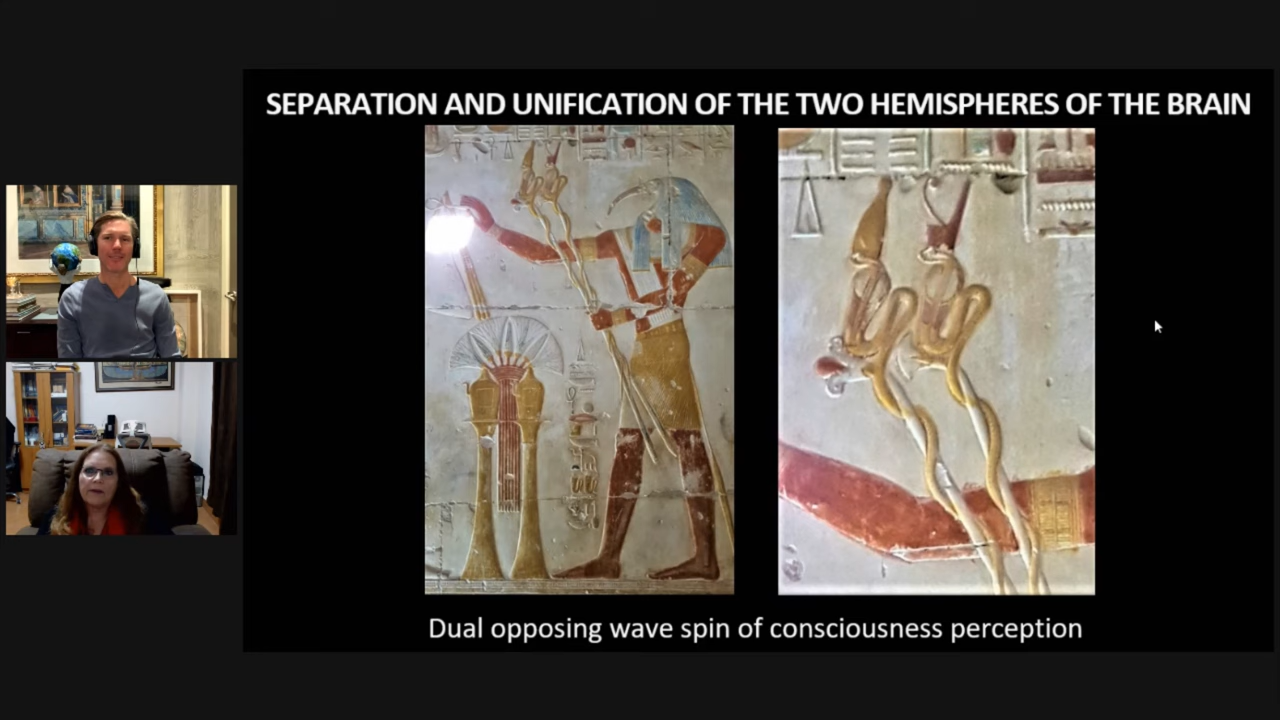 SEPARATION AND UNIFICATION OF THE TWO HEMISPHERES OF THE BRAIN
Dual opposing wave spin of consciousness perception